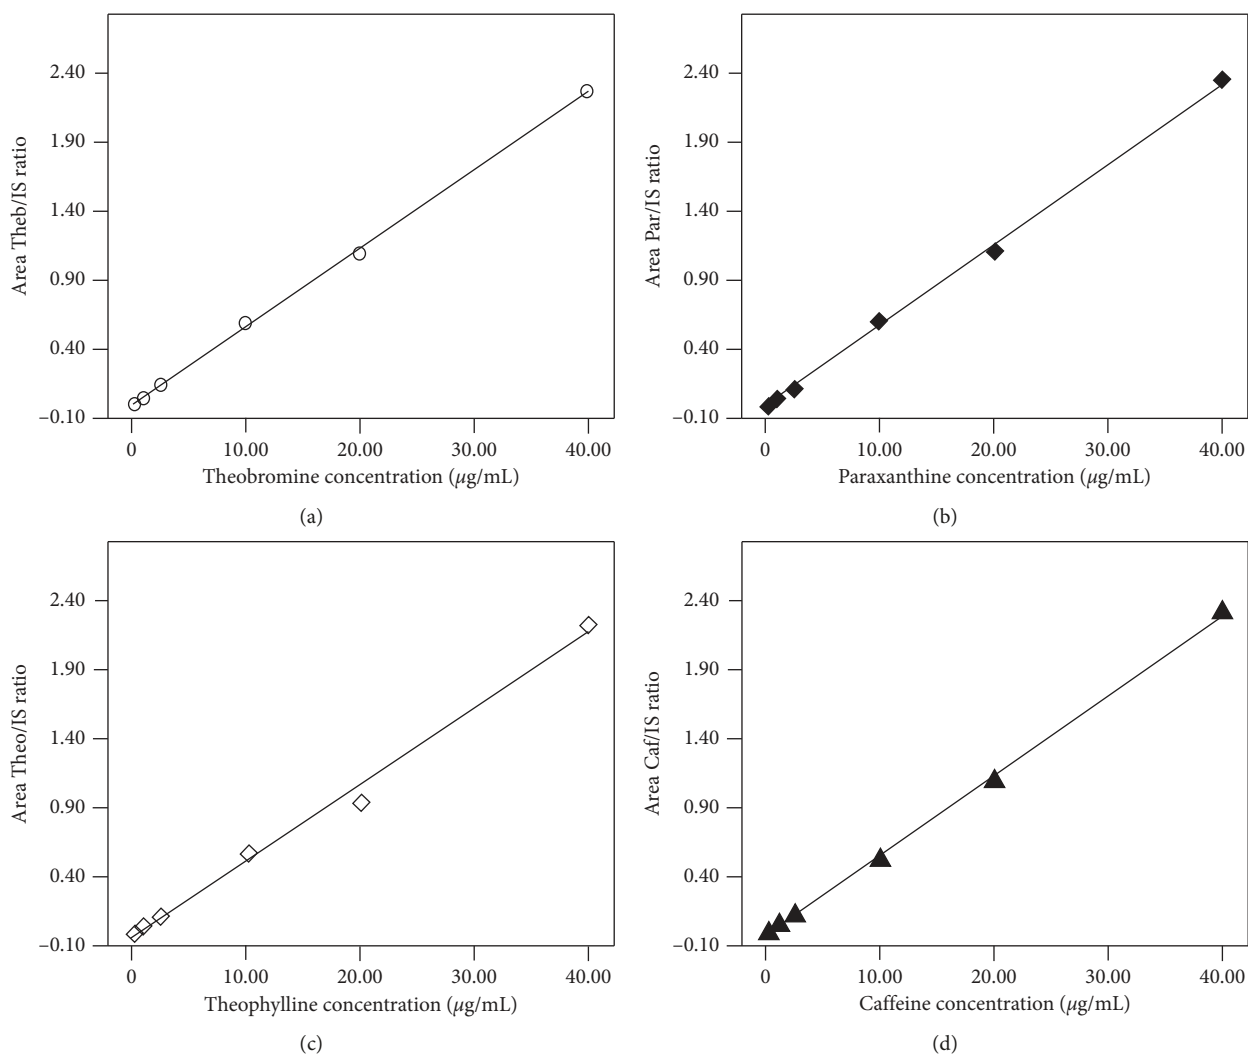 Area Theb/IS ratio
2.40
1.90
1.40
0.90
0.40
–0.10
0 10.00 20.00 30.00 40.00
Theobromine concentration (μg/mL)
(a)
Area Par/IS ratio
2.40
1.90
1.40
0.90
0.40
–0.10
0 10.00 20.00 30.00 40.00
Paraxanthine concentration (μg/mL)
(b)
Area Theo/IS ratio
2.40
1.90
1.40
0.90
0.40
–0.10
0 10.00 20.00 30.00 40.00
Theophylline concentration (μg/mL)
(c)
Area Caf/IS ratio
2.40
1.90
1.40
0.90
0.40
–0.10
0 10.00 20.00 30.00 40.00
Caffeine concentration (μg/mL)
(d)